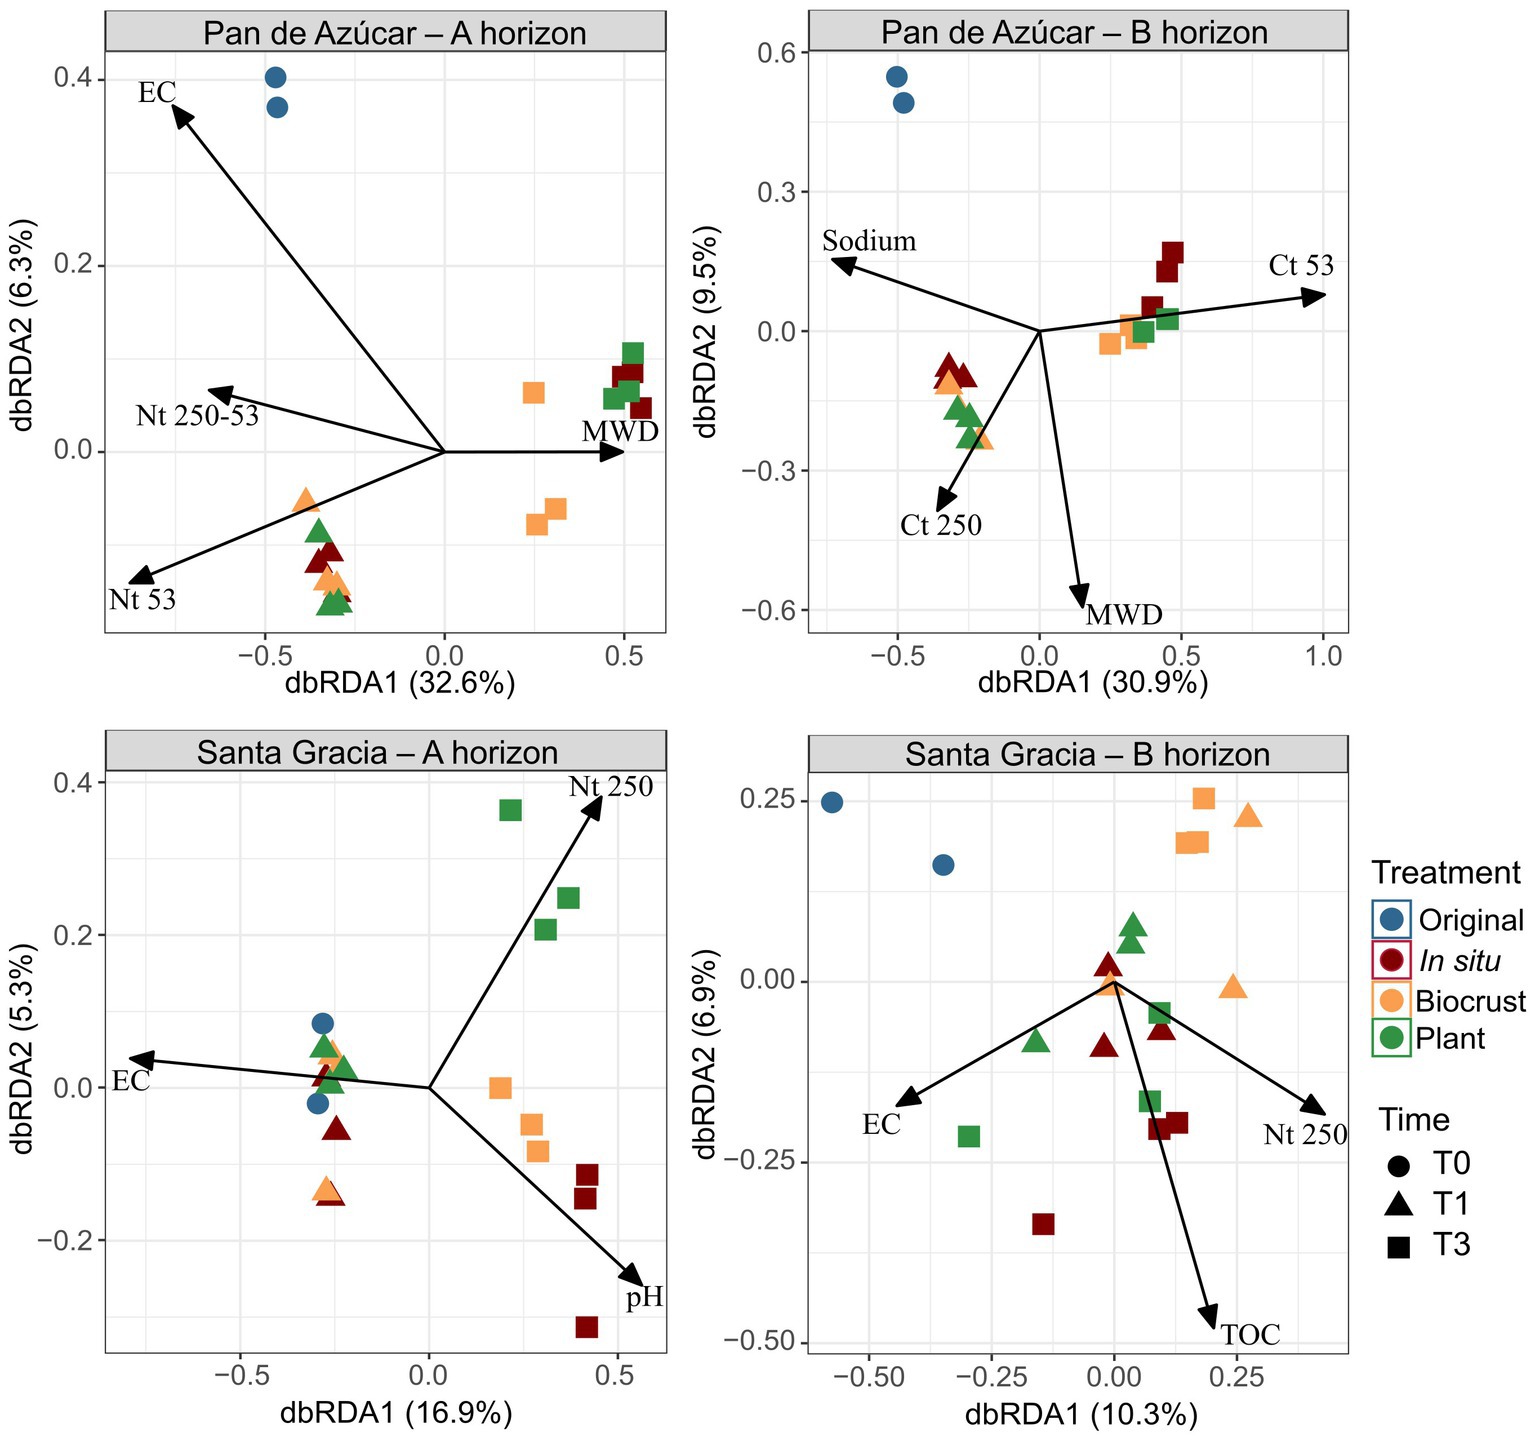 Pan de Azúcar – A horizon
EC
Nt 250-53
Nt 53
MWD
0.4
0.2
0.0
−0.5
0.0
0.5
dbRDA1 (32.6%)
dbRDA2 (6.3%)
Pan de Azúcar – B horizon
Sodium
Ct 53
Ct 250
MWD
0.6
0.3
0.0
−0.3
−0.6
−0.5
0.0
0.5
1.0
dbRDA1 (30.9%)
dbRDA2 (9.5%)
Santa Gracia – A horizon
Nt 250
EC
pH
0.4
0.2
0.0
−0.2
−0.5
0.0
0.5
dbRDA1 (16.9%)
dbRDA2 (5.3%)
Santa Gracia – B horizon
EC
Nt 250
TOC
0.25
0.00
−0.25
−0.50
−0.50
−0.25
0.00
0.25
dbRDA1 (10.3%)
dbRDA2 (6.9%)
Treatment
Original
In situ
Biocrust
Plant
Time
T0
T1
T3